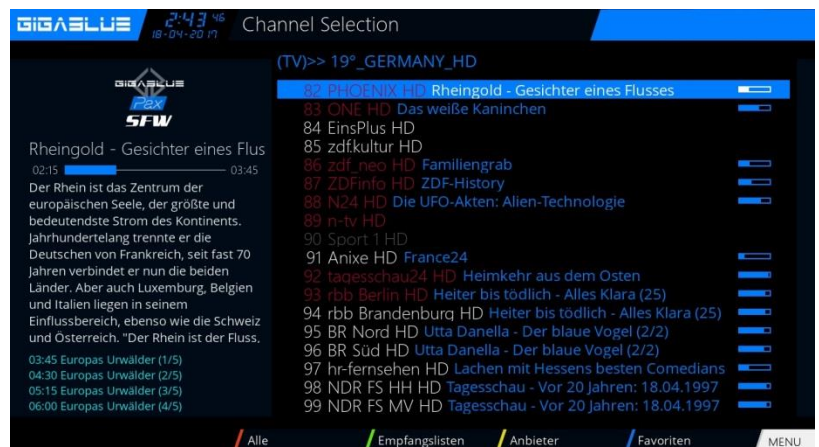 GIGABLUE
2:43 46
18-04-2017
Channel Selection
(TV)>> 19°_GERMANY_HD
GIGABLUE
Pax
SFW
Rheingold - Gesichter eines Flus
02:15 03:45
Der Rhein ist das Zentrum der
europäischen Seele, der größte und
bedeutendste Strom des Kontinents.
Jahrhundertelang trennte er die
Deutschen von Frankreich, seit fast 70
Jahren verbindet er nun die beiden
Länder. Aber auch Luxemburg, Belgien
und Italien liegen in seinem
Einflussbereich, ebenso wie die Schweiz
und Österreich. "Der Rhein ist der Fluss,
03:45 Europas Urwälder (1/5)
04:30 Europas Urwälder (2/5)
05:15 Europas Urwälder (3/5)
06:00 Europas Urwälder (4/5)
82 PHOENIX HD Rheingold - Gesichter eines Flusses
83 ONE HD Das weiße Kaninchen
84 EinsPlus HD
85 zdf.kultur HD
86 zdf_neo HD Familiengrab
87 ZDFinfo HD ZDF-History
88 N24 HD Die UFO-Akten: Alien-Technologie
89 n-tv HD
90 Sport 1 HD
91 Anixe HD France24
92 tagesschau24 HD Heimkehr aus dem Osten
93 rbb Berlin HD Heiter bis tödlich - Alles Klara (25)
94 rbb Brandenburg HD Heiter bis tödlich - Alles Klara (25)
95 BR Nord HD Utta Danella - Der blaue Vogel (2/2)
96 BR Süd HD Utta Danella - Der blaue Vogel (2/2)
97 hr-fernsehen HD Lachen mit Hessens besten Comedians
98 NDR FS HH HD Tagesschau - Vor 20 Jahren: 18.04.1997
99 NDR FS MV HD Tagesschau - Vor 20 Jahren: 18.04.1997
Alle
Empfangslisten
Anbieter
Favoriten
MENU